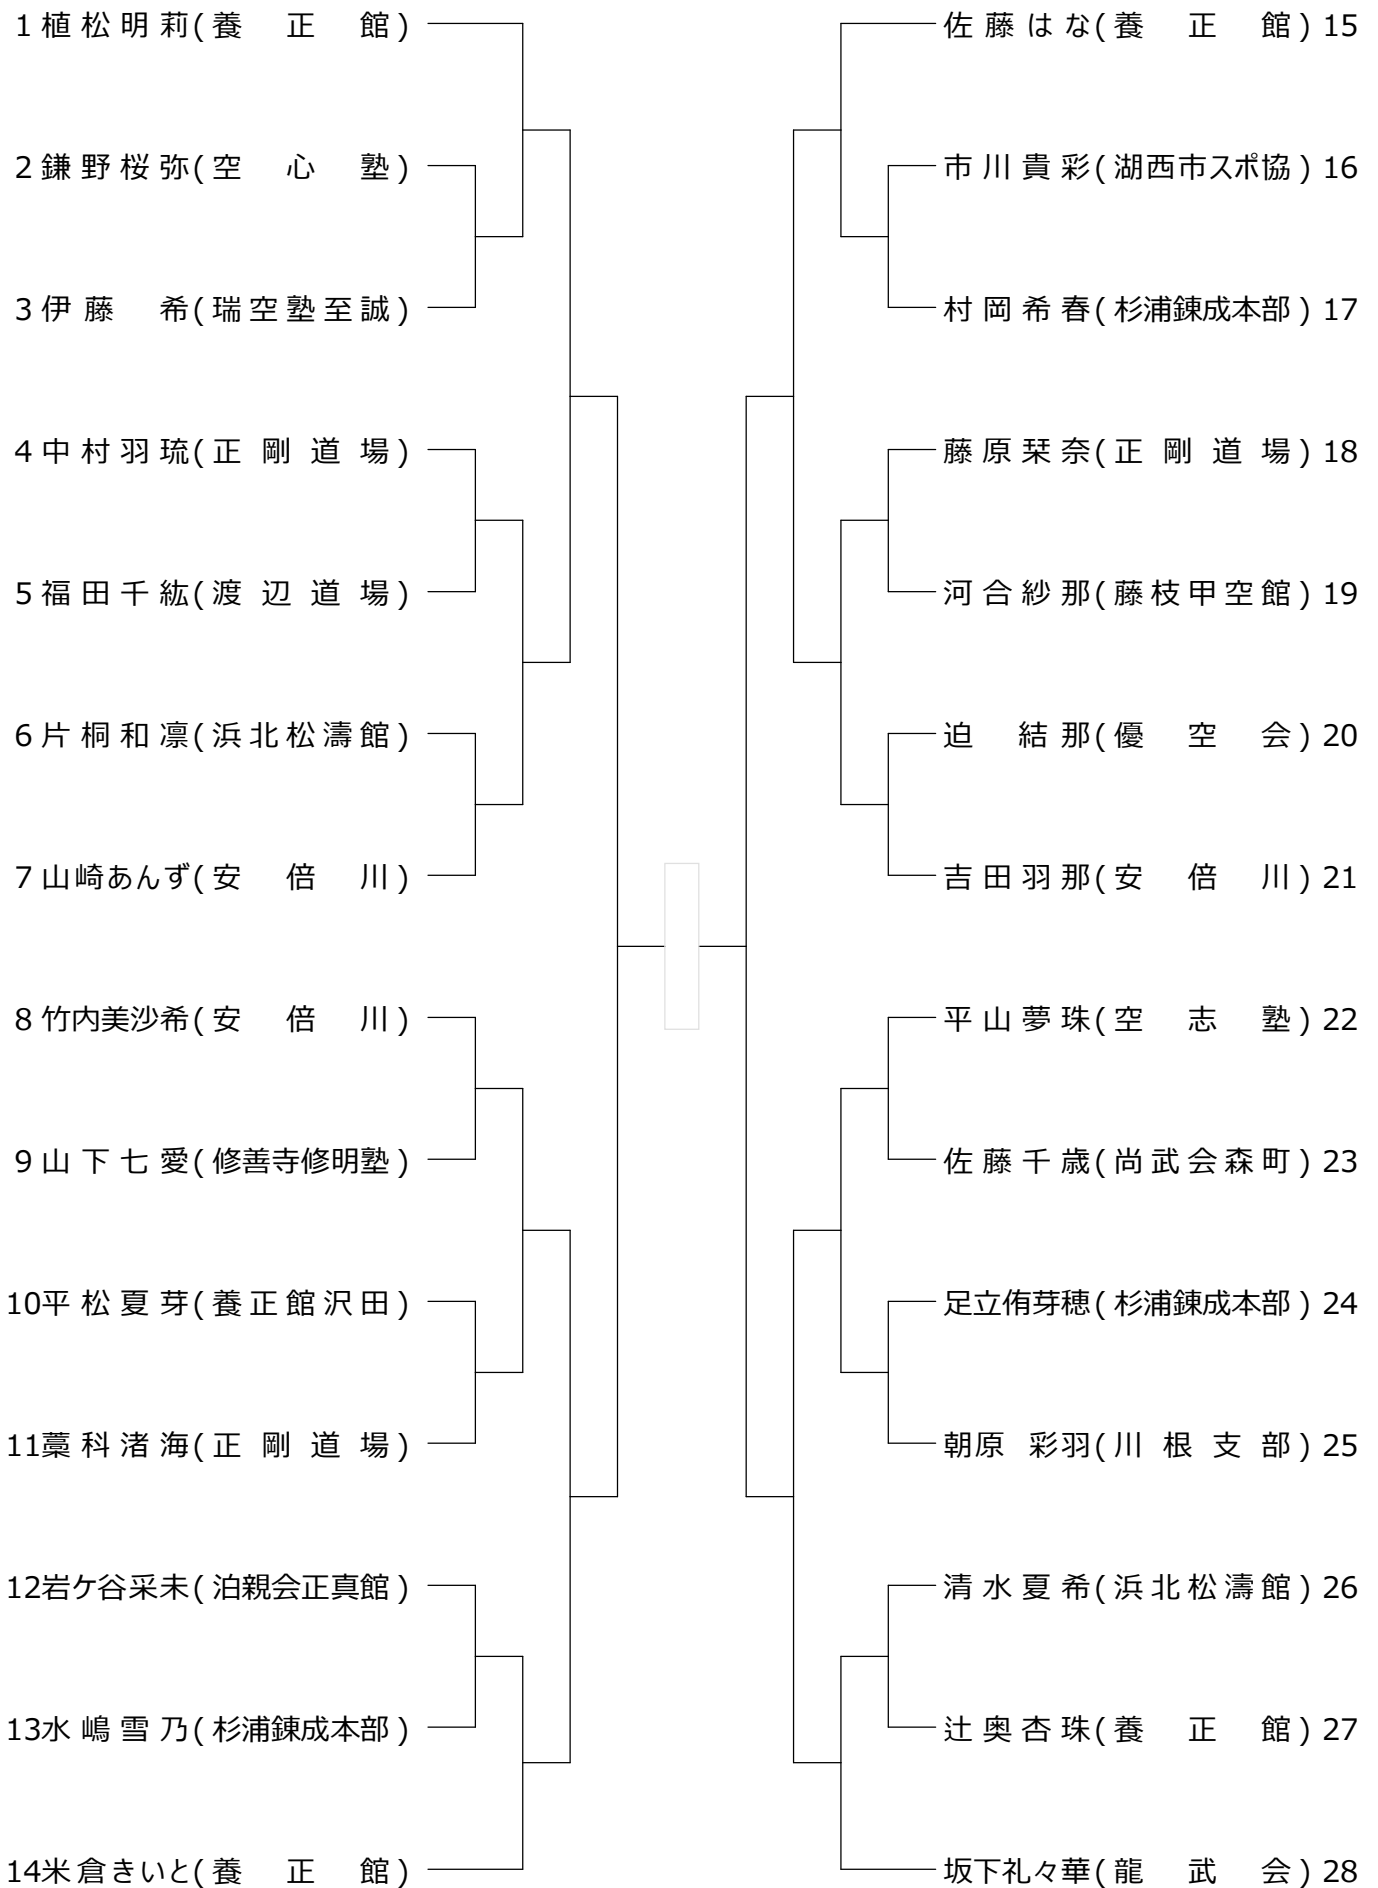 1 植松明莉(養正館)
2 鎌野桜弥(空心塾)
3 伊藤 希(瑞空塾至誠)
4 中村羽琉(正剛道場)
5 福田千紘(渡辺道場)
6 片桐和凛(浜北松濤館)
7 山崎あんず(安倍川)
8 竹内美沙希(安倍川)
9 山下七愛(修善寺修明塾)
10 平松夏芽(養正館沢田)
11 藁科渚海(正剛道場)
12 岩ケ谷采未(泊親会正真館)
13 水嶋雪乃(杉浦錬成本部)
14 米倉きいと(養正館)
佐藤はな(養正館) 15
市川貴彩(湖西市スポ協) 16
村岡希春(杉浦錬成本部) 17
藤原栞奈(正剛道場) 18
河合紗那(藤枝甲空館) 19
迫 結那(優空会) 20
吉田羽那(安倍川) 21
平山夢珠(空志塾) 22
佐藤千歳(尚武会森町) 23
足立侑芽穂(杉浦錬成本部) 24
朝原 彩羽(川根支部) 25
清水夏希(浜北松濤館) 26
辻奥杏珠(養正館) 27
坂下礼々華(龍武会) 28